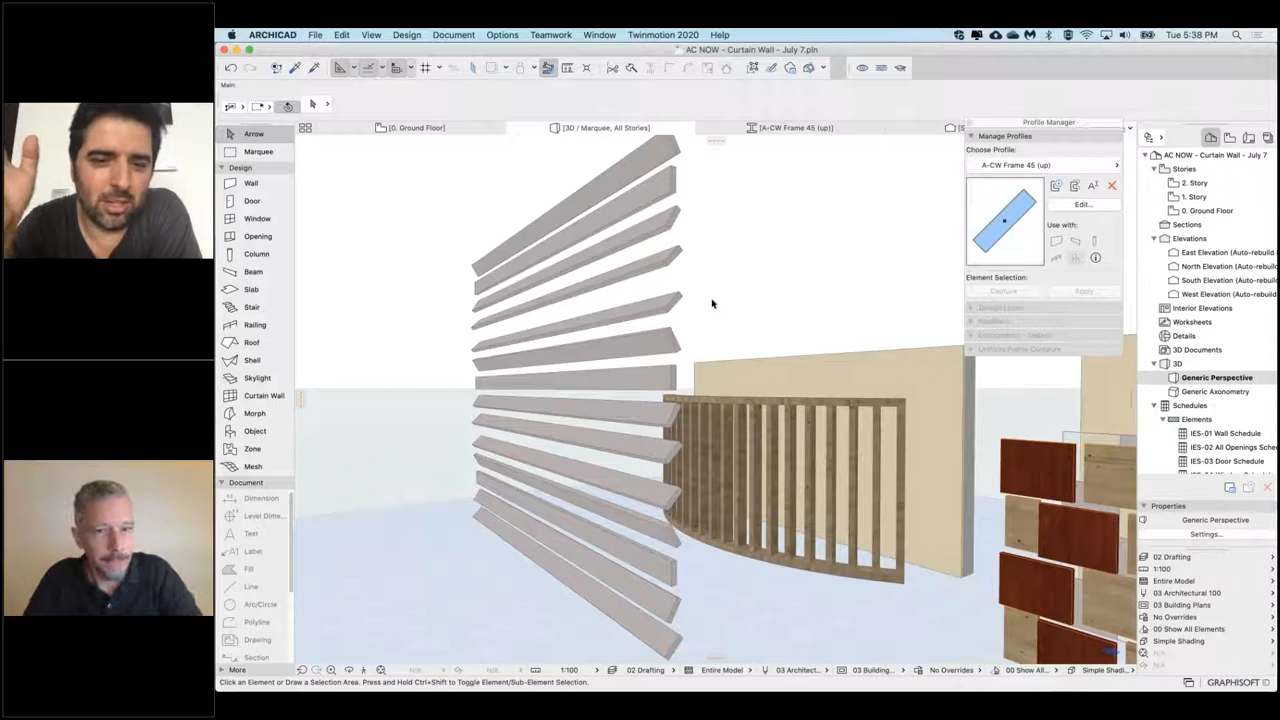 ARCHICAD File Edit View Design Document Options Teamwork Window Twinmotion 2020 Help
Tue 5:38 PM
AC NOW - Curtain Wall - July 7.pln
Main:
[0. Ground Floor]
[3D / Marquee, All Stories]
[A-CW Frame 45 (up)]
Arrow
Marquee
Design
Wall
Door
Window
Opening
Column
Beam
Slab
Stair
Railing
Roof
Shell
Skylight
Curtain Wall
Morph
Object
Zone
Mesh
Document
Dimension
Level Dime...
Text
Label
Fill
Line
Arc/Circle
Polyline
Drawing
Section
More
Profile Manager
Manage Profiles
Choose Profile:
A-CW Frame 45 (up)
Edit...
Use with:
Element Selection:
Capture
Apply
Uniform Profile Contours
AC NOW - Curtain Wall - July 7
Stories
2. Story
1. Story
0. Ground Floor
Sections
Elevations
East Elevation (Auto-rebuild
North Elevation (Auto-rebuild
South Elevation (Auto-rebuild
West Elevation (Auto-rebuild
Interior Elevations
Worksheets
Details
3D Documents
3D
Generic Perspective
Generic Axonometry
Schedules
Elements
IES-01 Wall Schedule
IES-02 All Openings Sche
IES-03 Door Schedule
Properties
Generic Perspective
Settings...
02 Drafting
1:100
Entire Model
03 Architectural 100
03 Building Plans
No Overrides
00 Show All Elements
Simple Shading
N/A
N/A
N/A N/A 1:100 02 Drafting Entire Model 03 Architect... 03 Building... No Overrides 00 Show All... Simple Shadi...
Click an Element or Draw a Selection Area. Press and Hold Ctrl+Shift to Toggle Element/Sub-Element Selection.
GRAPHISOFT ID